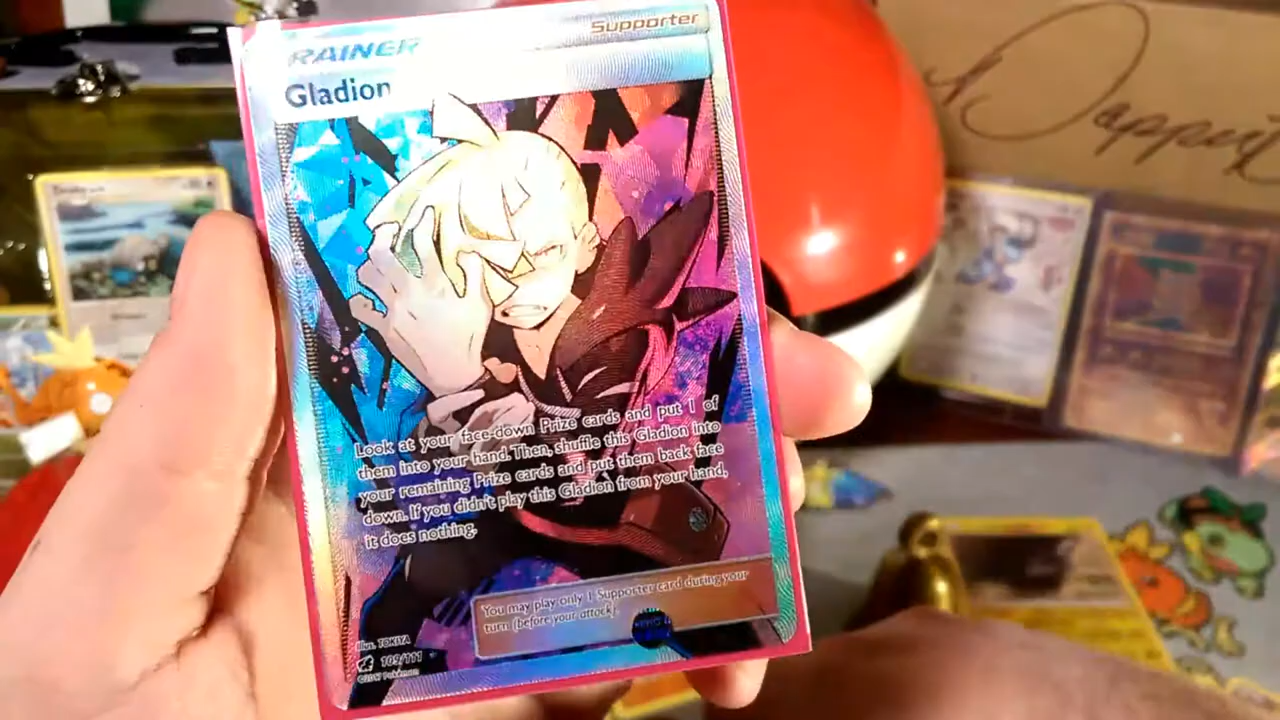 Supporter
RAINER
Gladion
Look at your face-down Prize cards and put 1 of
them into your hand. Then, shuffle this Gladion into
your remaining Prize cards and put them back face
down. If you didn't play this Gladion from your hand,
it does nothing.
You may play only 1 Supporter card during your
turn (before your attack).
Illus. TOKIYA
109/111
©2017 Pokémon